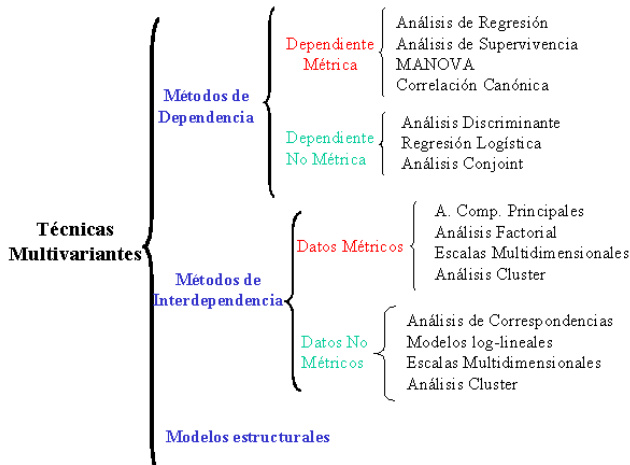 Técnicas
Multivariantes
Métodos de
Dependencia
Dependiente
Métrica
Análisis de Regresión
Análisis de Supervivencia
MANOVA
Correlación Canónica
Dependiente
No Métrica
Análisis Discriminante
Regresión Logística
Análisis Conjoint
Métodos de
Interdependencia
Datos Métricos
A. Comp. Principales
Análisis Factorial
Escalas Multidimensionales
Análisis Cluster
Datos No
Métricos
Análisis de Correspondencias
Modelos log-lineales
Escalas Multidimensionales
Análisis Cluster
Modelos estructurales